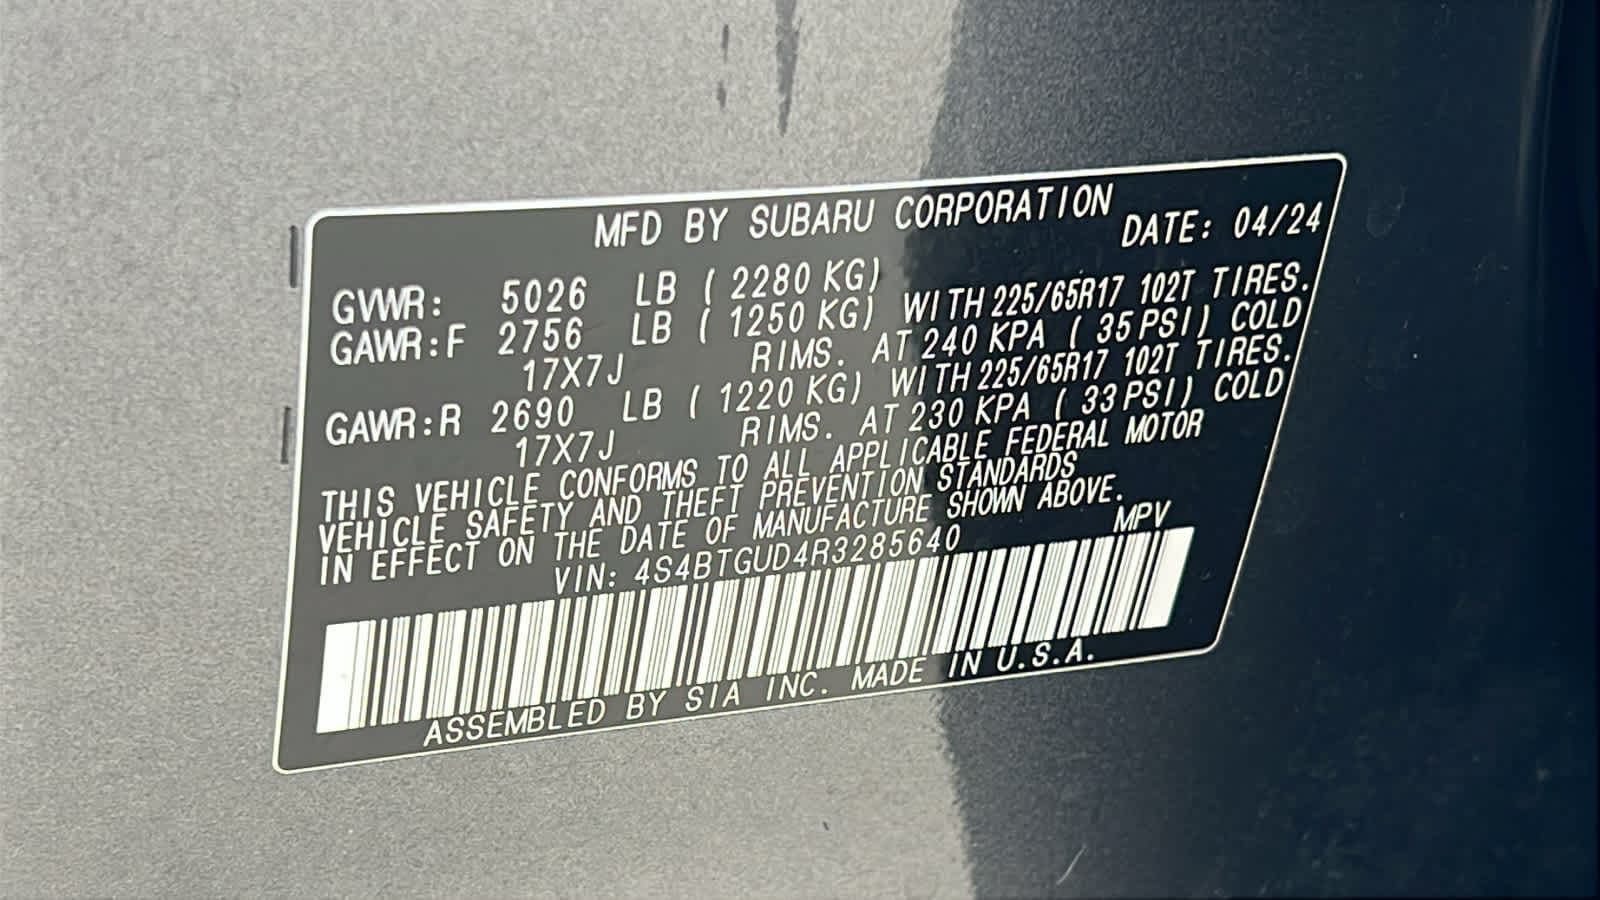 MFD BY SUBARU CORPORATION DATE: 04/24
GVWR: 5026 LB ( 2280 KG)
GAWR:F 2756 LB ( 1250 KG) WITH 225/65R17 102T TIRES.
17X7J RIMS. AT 240 KPA ( 35 PSI) COLD
GAWR:R 2690 LB ( 1220 KG) WITH 225/65R17 102T TIRES.
17X7J RIMS. AT 230 KPA ( 33 PSI) COLD
THIS VEHICLE CONFORMS TO ALL APPLICABLE FEDERAL MOTOR
VEHICLE SAFETY AND THEFT PREVENTION STANDARDS
IN EFFECT ON THE DATE OF MANUFACTURE SHOWN ABOVE.
VIN: 4S4BTGUD4R3285640 MPV
ASSEMBLED BY SIA INC. MADE IN U.S.A.